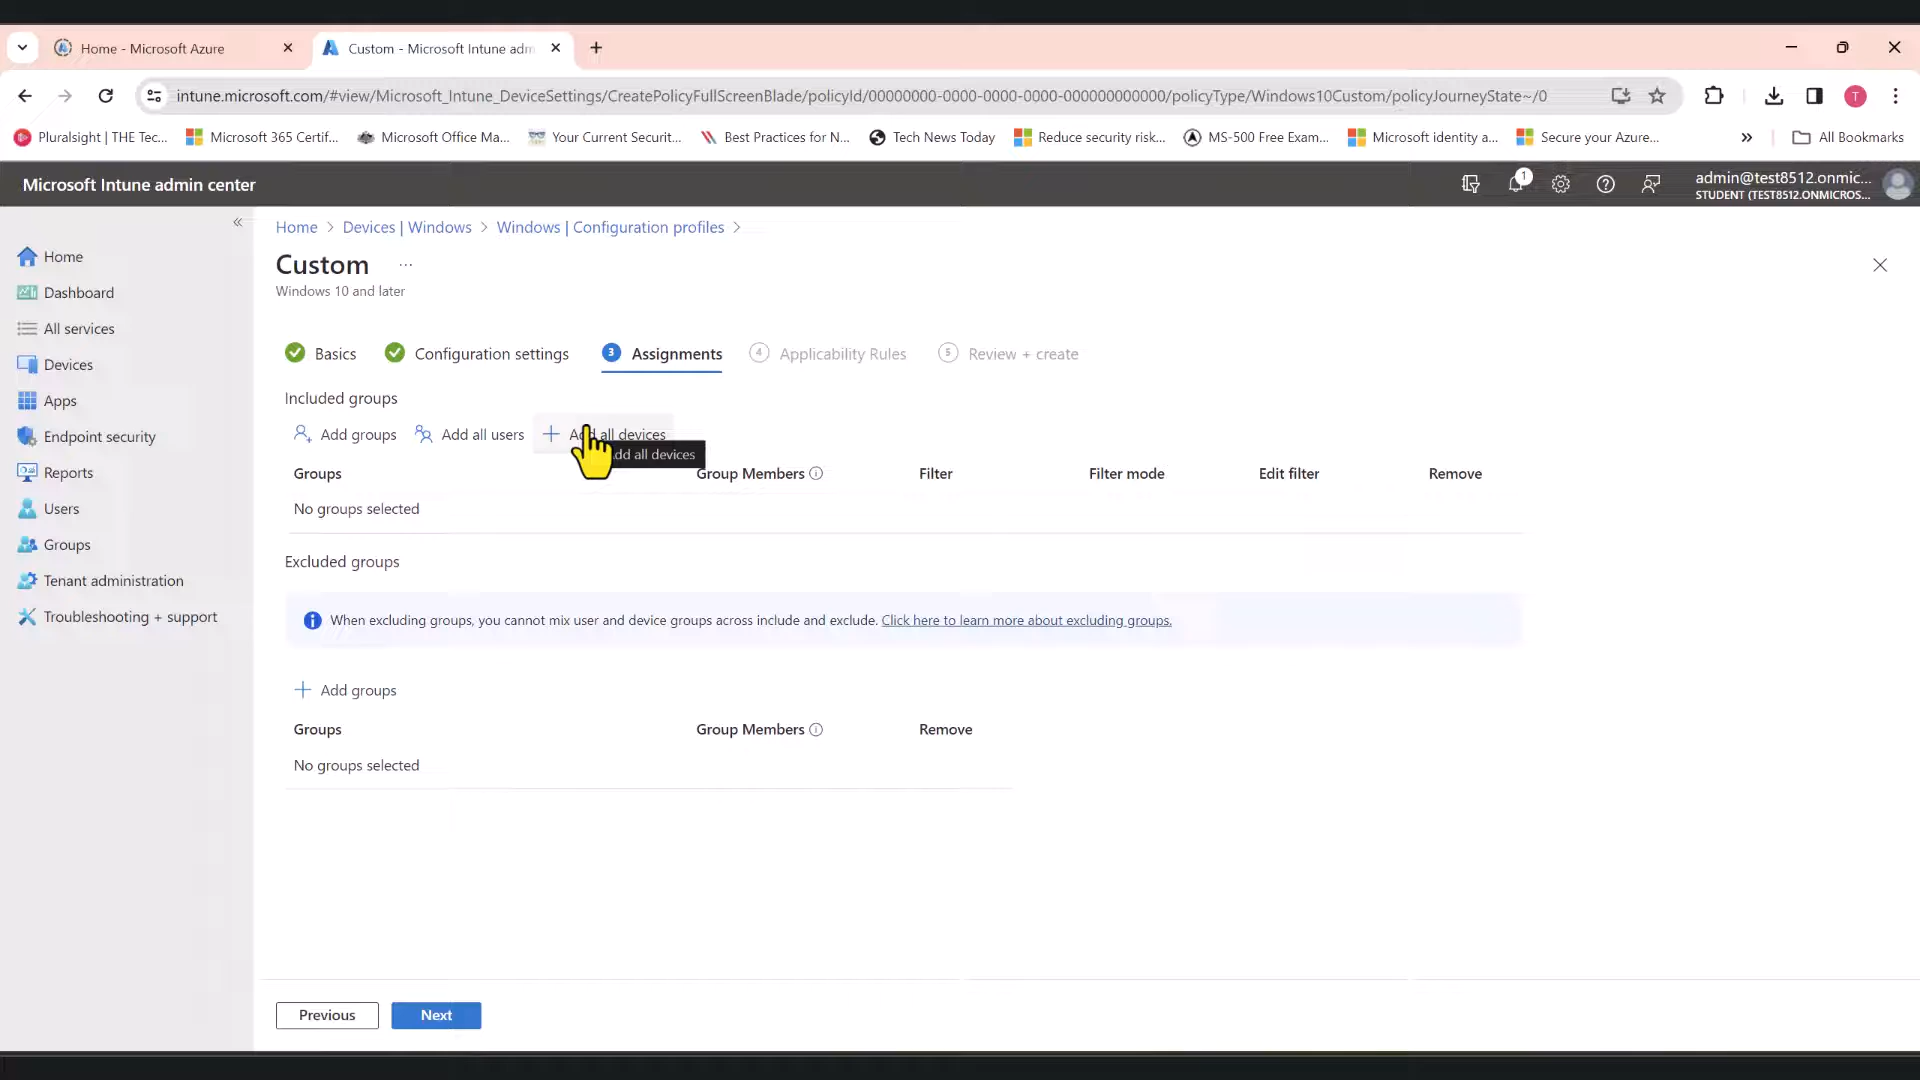 Home - Microsoft Azure
Custom - Microsoft Intune adm
intune.microsoft.com/#view/Microsoft_Intune_DeviceSettings/CreatePolicyFullScreenBlade/policyId/00000000-0000-0000-0000-000000000000/policyType/Windows10Custom/policyJourneyState~/0
T
Pluralsight | THE Tec...
Microsoft 365 Certif...
Microsoft Office Ma...
Your Current Securit...
Best Practices for N...
Tech News Today
Reduce security risk...
MS-500 Free Exam...
Microsoft identity a...
Secure your Azure...
» All Bookmarks
Microsoft Intune admin center
1
admin@test8512.onmic...
STUDENT (TEST8512.ONMICROS...
«
Home
Dashboard
All services
Devices
Apps
Endpoint security
Reports
Users
Groups
Tenant administration
Troubleshooting + support
Home > Devices | Windows > Windows | Configuration profiles >
Custom ...
Windows 10 and later
Basics
Configuration settings
3 Assignments
4 Applicability Rules
5 Review + create
Included groups
Add groups
Add all users
Add all devices
dd all devices
Groups Group Members Filter Filter mode Edit filter Remove
No groups selected
Excluded groups
When excluding groups, you cannot mix user and device groups across include and exclude. Click here to learn more about excluding groups.
Add groups
Groups Group Members Remove
No groups selected
Previous
Next